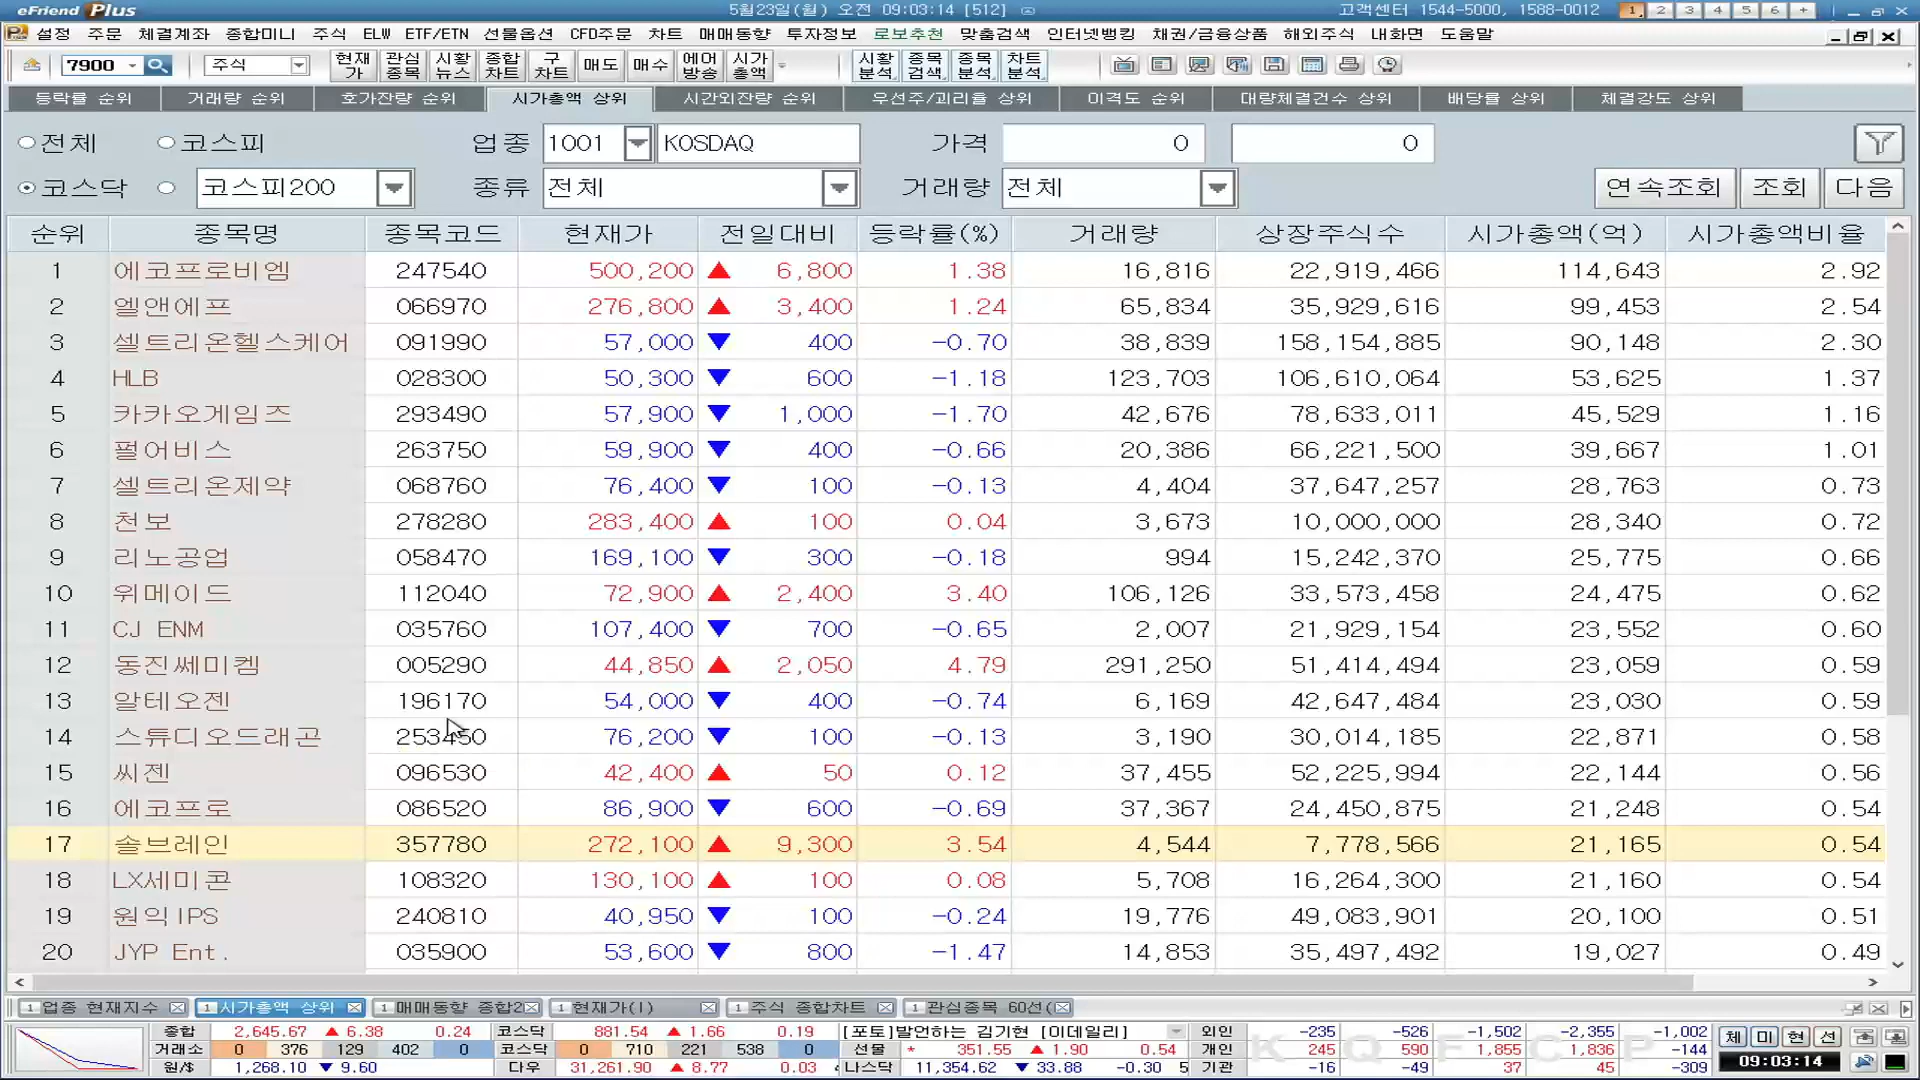 eFriend Plus 5월23일(월) 오전 09:03:14 [512] 고객센터 1544-5000, 1588-0012 1 2 3 4 5 6 +
설정 주문 체결계좌 종합미니 주식 ELW ETF/ETN 선물옵션 CFD주문 차트 매매동향 투자정보 로보추천 맞춤검색 인터넷뱅킹 채권/금융상품 해외주식 내화면 도움말
7900 주식 현재가 관심종목 시황뉴스 종합차트 구차트 매도 매수 에어방송 시가총액 시황분석 종목검색 종목분석 차트분석
등락률 순위 거래량 순위 호가잔량 순위 시가총액 상위 시간외잔량 순위 우선주/괴리율 상위 이격도 순위 대량체결건수 상위 배당률 상위 체결강도 상위
전체 코스피 업종 1001 KOSDAQ 가격 0 0
코스닥 코스피200 종류 전체 거래량 전체 연속조회 조회 다음
순위 종목명 종목코드 현재가 전일대비 등락률(%) 거래량 상장주식수 시가총액(억) 시가총액비율
1 에코프로비엠 247540 500,200 ▲ 6,800 1.38 16,816 22,919,466 114,643 2.92
2 엘앤에프 066970 276,800 ▲ 3,400 1.24 65,834 35,929,616 99,453 2.54
3 셀트리온헬스케어 091990 57,000 ▼ 400 -0.70 38,839 158,154,885 90,148 2.30
4 HLB 028300 50,300 ▼ 600 -1.18 123,703 106,610,064 53,625 1.37
5 카카오게임즈 293490 57,900 ▼ 1,000 -1.70 42,676 78,633,011 45,529 1.16
6 펄어비스 263750 59,900 ▼ 400 -0.66 20,386 66,221,500 39,667 1.01
7 셀트리온제약 068760 76,400 ▼ 100 -0.13 4,404 37,647,257 28,763 0.73
8 천보 278280 283,400 ▲ 100 0.04 3,673 10,000,000 28,340 0.72
9 리노공업 058470 169,100 ▼ 300 -0.18 994 15,242,370 25,775 0.66
10 위메이드 112040 72,900 ▲ 2,400 3.40 106,126 33,573,458 24,475 0.62
11 CJ ENM 035760 107,400 ▼ 700 -0.65 2,007 21,929,154 23,552 0.60
12 동진쎄미켐 005290 44,850 ▲ 2,050 4.79 291,250 51,414,494 23,059 0.59
13 알테오젠 196170 54,000 ▼ 400 -0.74 6,169 42,647,484 23,030 0.59
14 스튜디오드래곤 253450 76,200 ▼ 100 -0.13 3,190 30,014,185 22,871 0.58
15 씨젠 096530 42,400 ▲ 50 0.12 37,455 52,225,994 22,144 0.56
16 에코프로 086520 86,900 ▼ 600 -0.69 37,367 24,450,875 21,248 0.54
17 솔브레인 357780 272,100 ▲ 9,300 3.54 4,544 7,778,566 21,165 0.54
18 LX세미콘 108320 130,100 ▲ 100 0.08 5,708 16,264,300 21,160 0.54
19 원익IPS 240810 40,950 ▼ 100 -0.24 19,776 49,083,901 20,100 0.51
20 JYP Ent. 035900 53,600 ▼ 800 -1.47 14,853 35,497,492 19,027 0.49
1 업종 현재지수 1 시가총액 상위 1 매매동향 종합2 1 현재가(I) 1 주식 종합차트 1 관심종목 60선(
종합 2,645.67 ▲ 6.38 0.24 코스닥 881.54 ▲ 1.66 0.19 [포토]발언하는 김기현 [이데일리] 외인 -235 -526 -1,502 -2,355 -1,002 체 미 현 선
거래소 0 376 129 402 0 코스닥 0 710 221 538 0 선물 * 351.55 ▲ 1.90 0.54 개인 245 590 1,855 1,836 -144
원/$ 1,268.10 ▼ 9.60 다우 31,261.90 ▲ 8.77 0.03 나스닥 11,354.62 ▼ 33.88 -0.30 5 기관 -16 -49 37 45 -309 09:03:14
K Q F C P